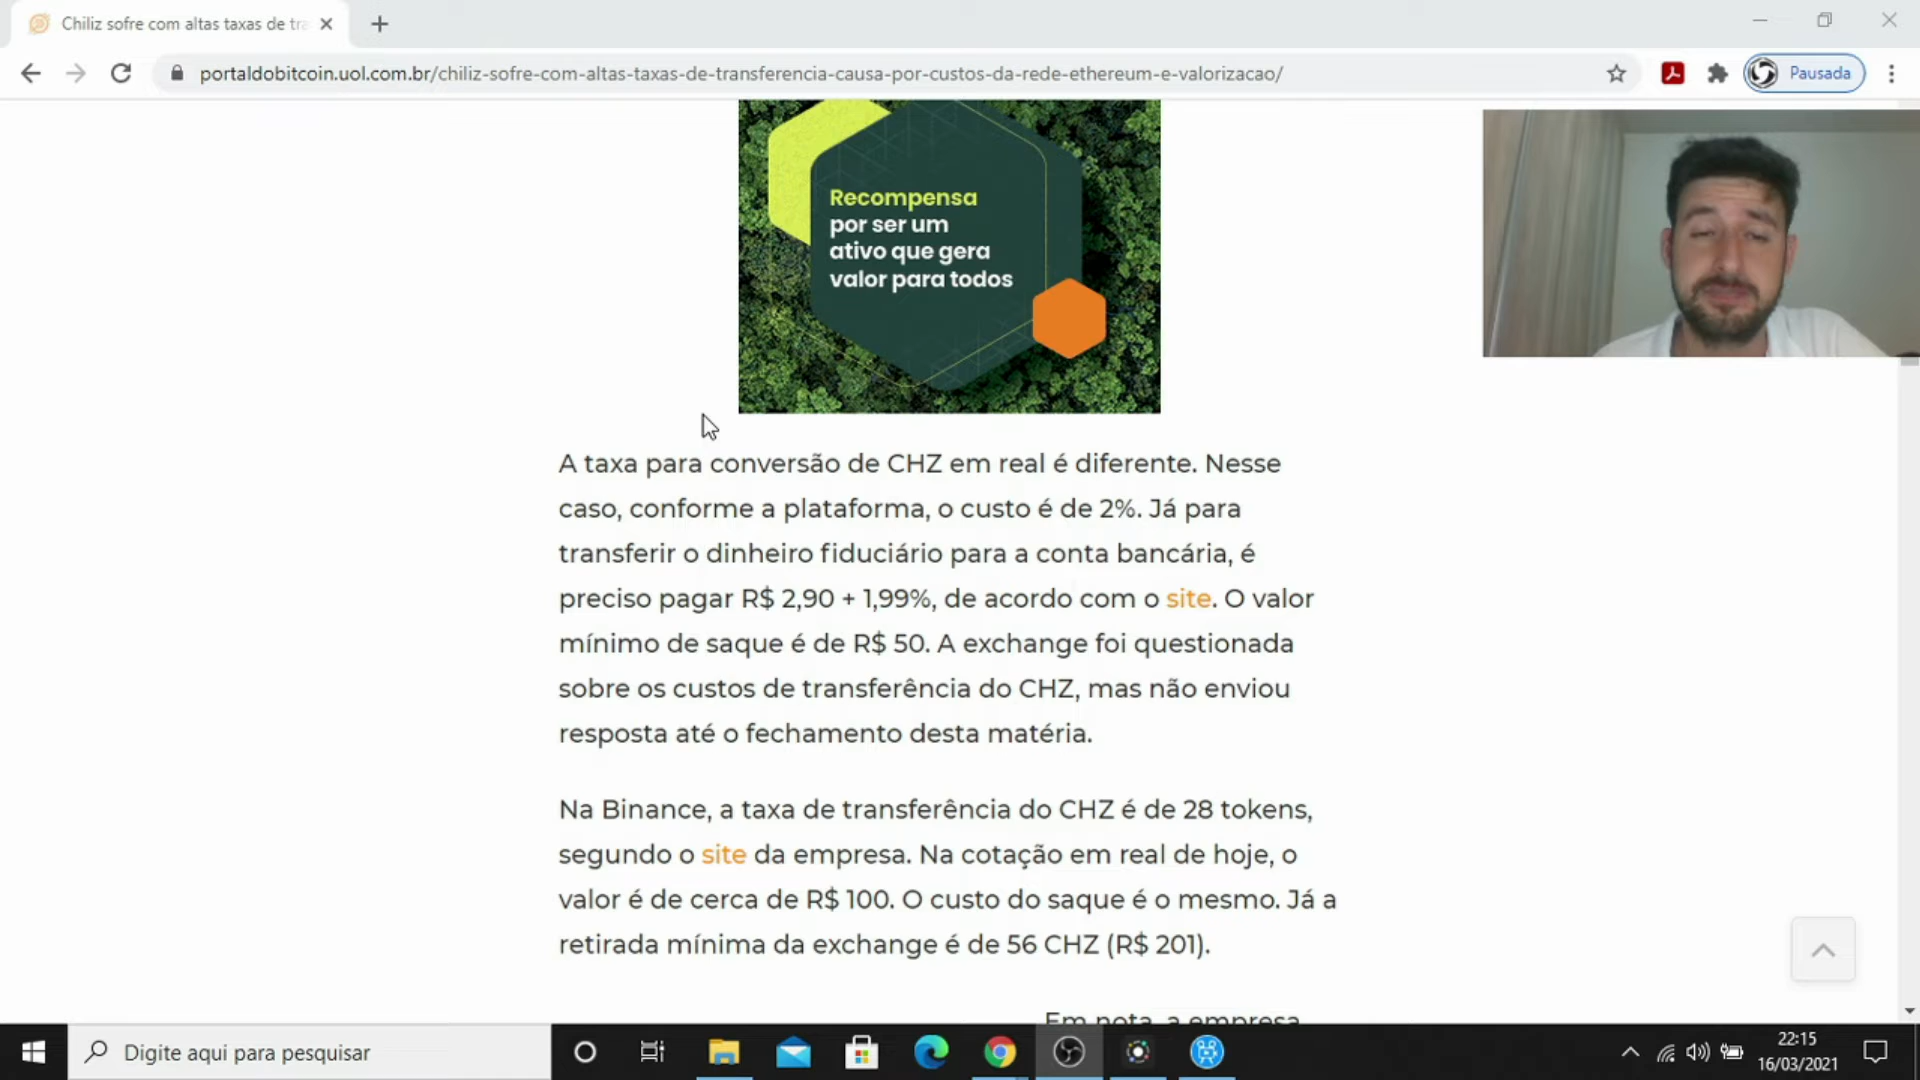 Chiliz sofre com altas taxas de tra
portaldobitcoin.uol.com.br/chiliz-sofre-com-altas-taxas-de-transferencia-causa-por-custos-da-rede-ethereum-e-valorizacao/
Pausada
Recompensa
por ser um
ativo que gera
valor para todos
A taxa para conversão de CHZ em real é diferente. Nesse
caso, conforme a plataforma, o custo é de 2%. Já para
transferir o dinheiro fiduciário para a conta bancária, é
preciso pagar R$ 2,90 + 1,99%, de acordo com o site. O valor
mínimo de saque é de R$ 50. A exchange foi questionada
sobre os custos de transferência do CHZ, mas não enviou
resposta até o fechamento desta matéria.
Na Binance, a taxa de transferência do CHZ é de 28 tokens,
segundo o site da empresa. Na cotação em real de hoje, o
valor é de cerca de R$ 100. O custo do saque é o mesmo. Já a
retirada mínima da exchange é de 56 CHZ (R$ 201).
Em nota, a empresa
Digite aqui para pesquisar
22:15
16/03/2021